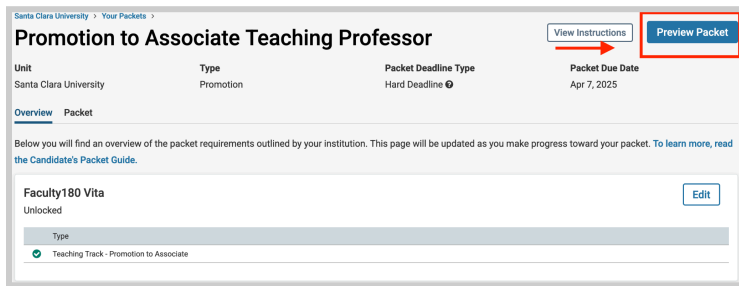 Santa Clara University > Your Packets >
Promotion to Associate Teaching Professor
View Instructions
Preview Packet
Unit
Type
Packet Deadline Type
Packet Due Date
Santa Clara University
Promotion
Hard Deadline
Apr 7, 2025
Overview
Packet
Below you will find an overview of the packet requirements outlined by your institution. This page will be updated as you make progress toward your packet. To learn more, read
the Candidate's Packet Guide.
Faculty180 Vita
Edit
Unlocked
Type
Teaching Track - Promotion to Associate